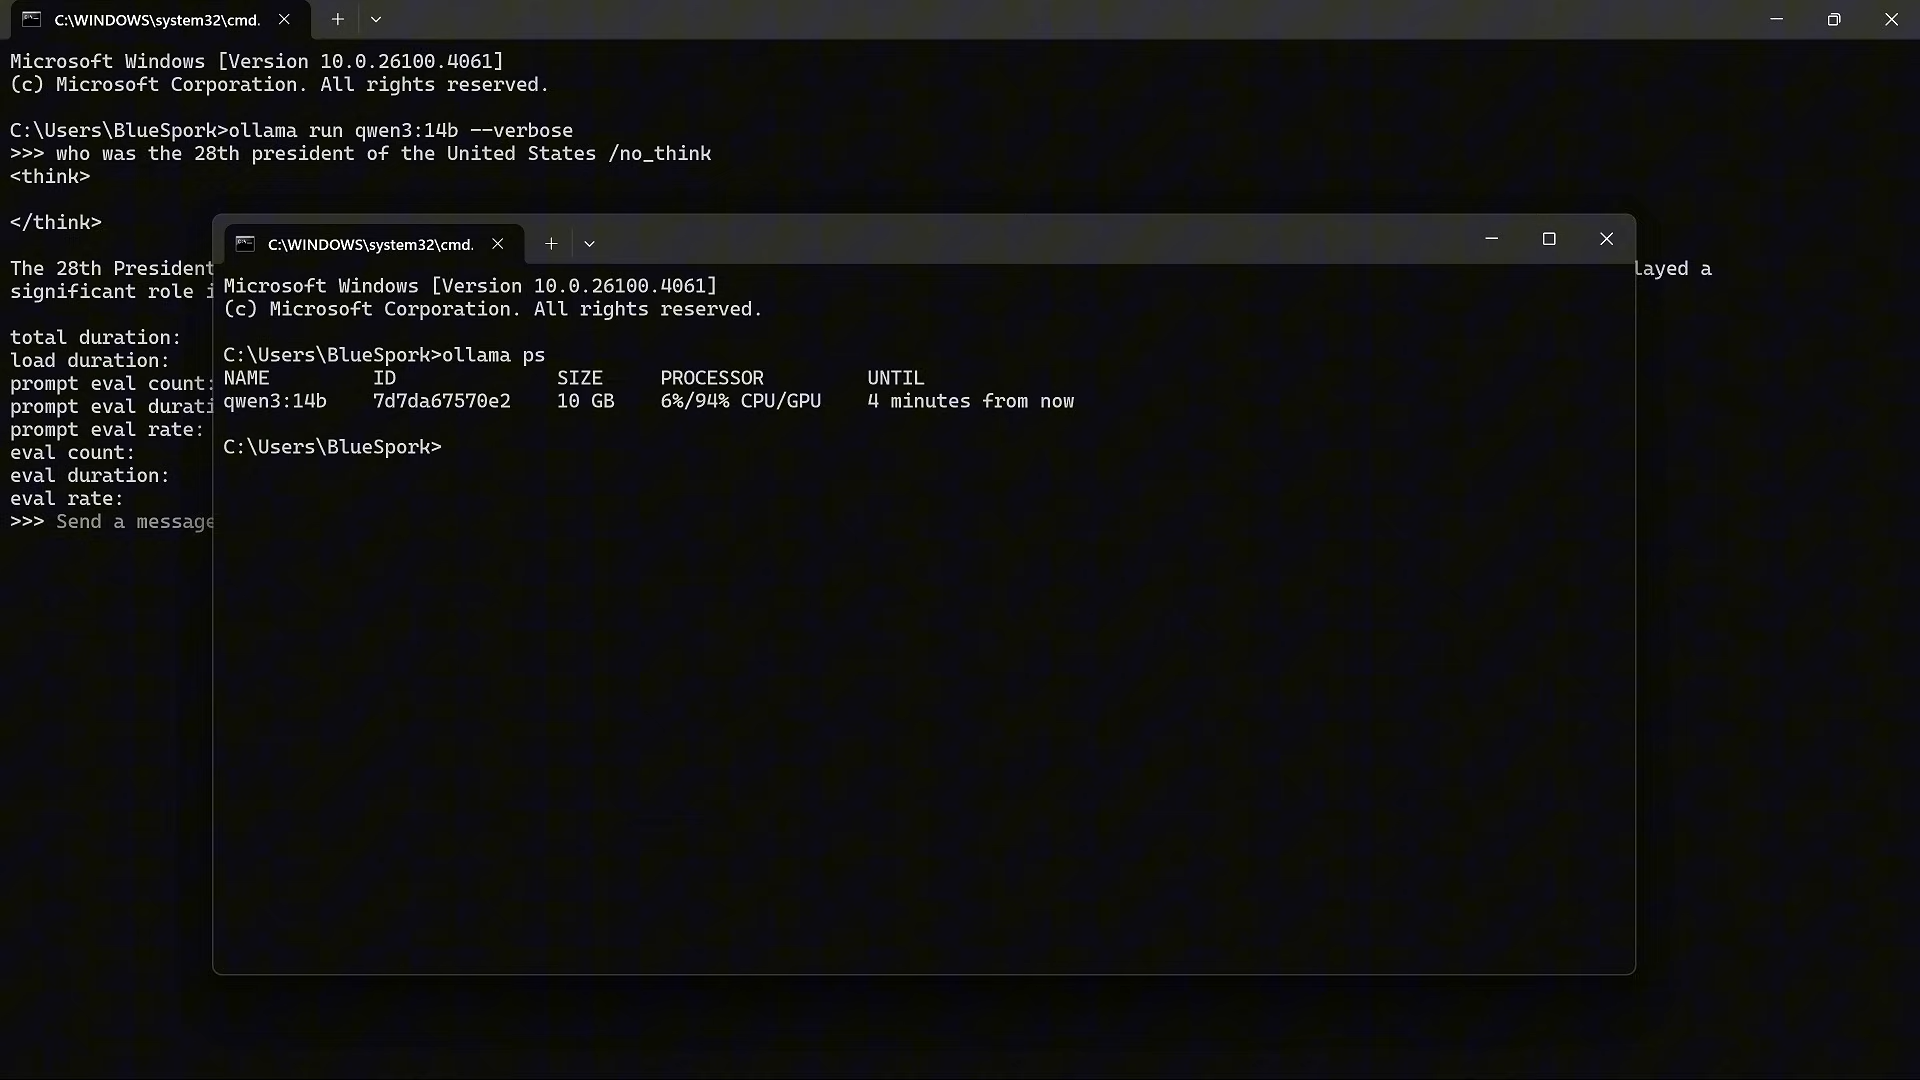 C:\WINDOWS\system32\cmd.
Microsoft Windows [Version 10.0.26100.4061]
(c) Microsoft Corporation. All rights reserved.
C:\Users\BlueSpork>ollama run qwen3:14b --verbose
>>> who was the 28th president of the United States /no_think
<think>
</think>
The 28th President
layed a
significant role i
total duration:
load duration:
prompt eval count:
prompt eval durati
prompt eval rate:
eval count:
eval duration:
eval rate:
>>> Send a message
C:\WINDOWS\system32\cmd.
Microsoft Windows [Version 10.0.26100.4061]
(c) Microsoft Corporation. All rights reserved.
C:\Users\BlueSpork>ollama ps
NAME ID SIZE PROCESSOR UNTIL
qwen3:14b 7d7da67570e2 10 GB 6%/94% CPU/GPU 4 minutes from now
C:\Users\BlueSpork>